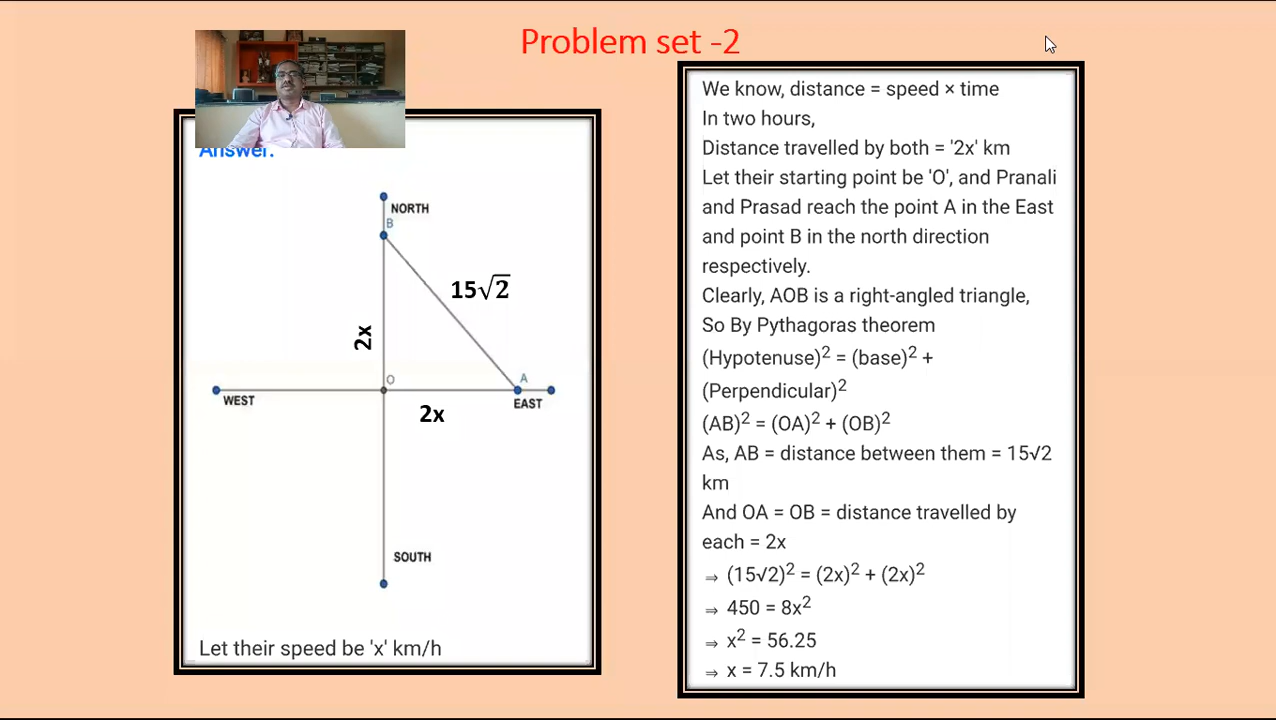 Problem set -2
Answer:
NORTH
B
15√2
2x
O
A
WEST
EAST
2x
SOUTH
Let their speed be 'x' km/h
We know, distance = speed × time
In two hours,
Distance travelled by both = '2x' km
Let their starting point be 'O', and Pranali
and Prasad reach the point A in the East
and point B in the north direction
respectively.
Clearly, AOB is a right-angled triangle,
So By Pythagoras theorem
(Hypotenuse)² = (base)² +
(Perpendicular)²
(AB)² = (OA)² + (OB)²
As, AB = distance between them = 15√2
km
And OA = OB = distance travelled by
each = 2x
⇒ (15√2)² = (2x)² + (2x)²
⇒ 450 = 8x²
⇒ x² = 56.25
⇒ x = 7.5 km/h